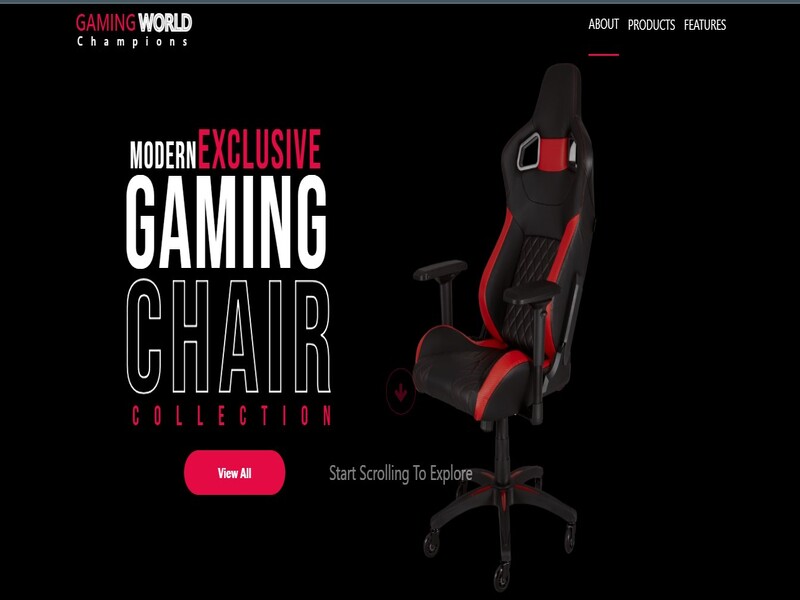 GAMING WORLD
Champions
ABOUT PRODUCTS FEATURES
MODERN EXCLUSIVE
GAMING
CHAIR
COLLECTION
View All
Start Scrolling To Explore